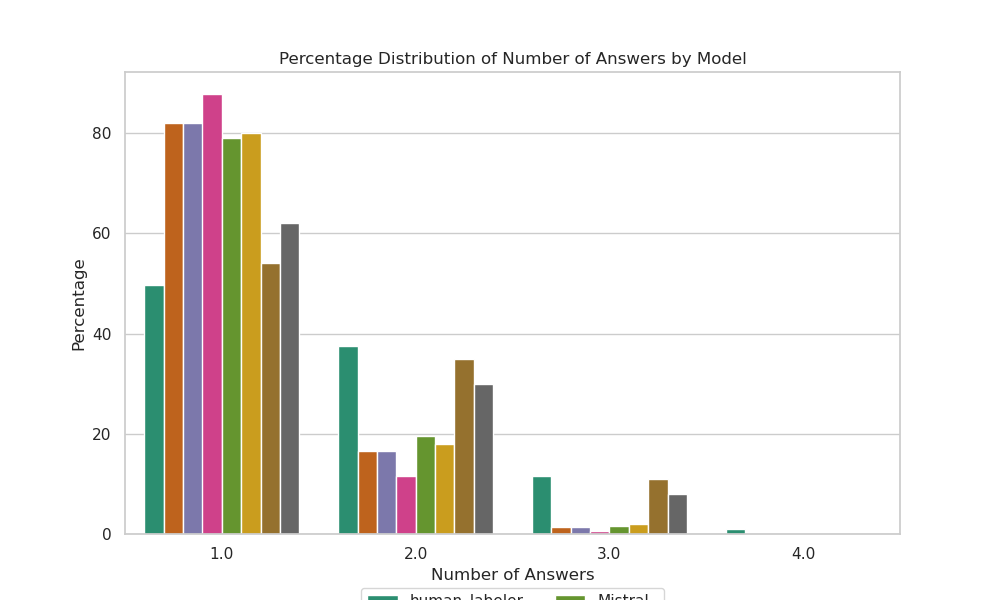 Percentage Distribution of Number of Answers by Model
80
60
40
20
0
Percentage
1.0 2.0 3.0 4.0
Number of Answers
human_labeler Mistral